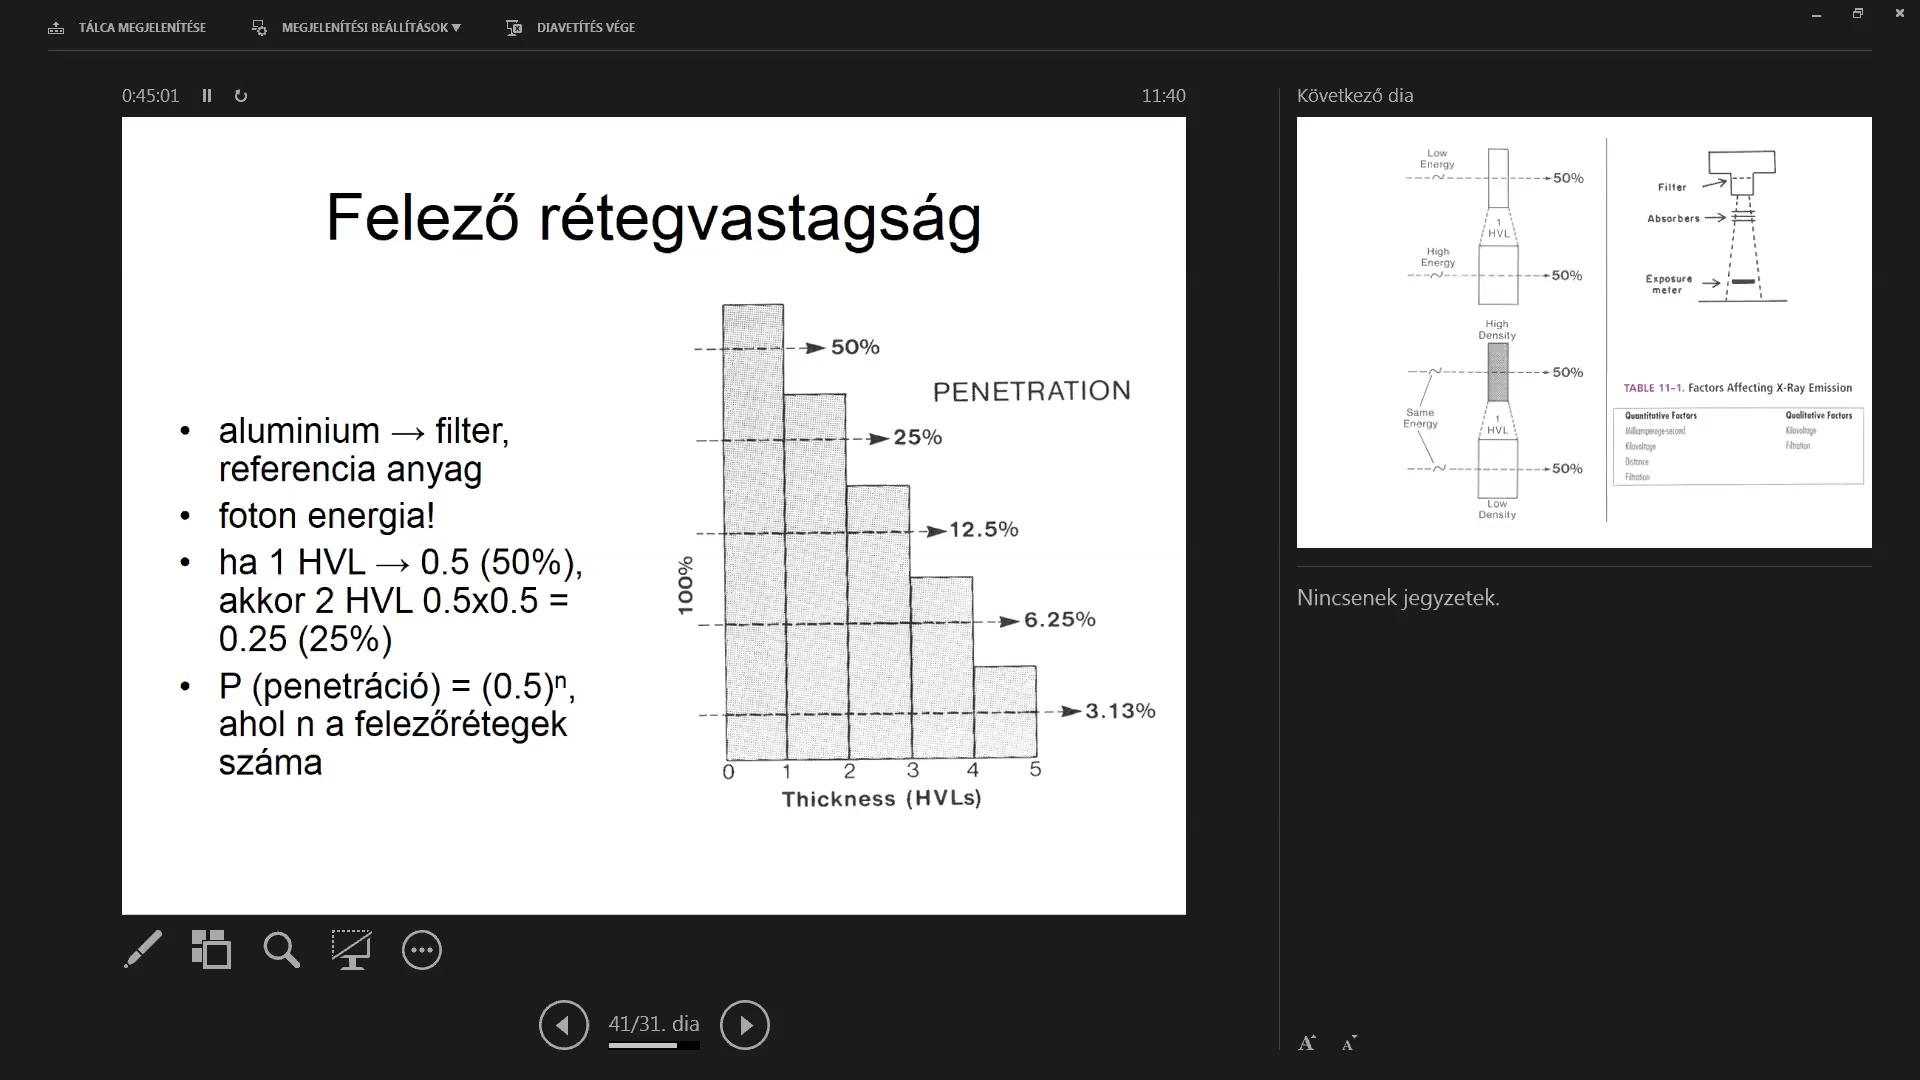 TÁLCA MEGJELENÍTÉSE
MEGJELENÍTÉSI BEÁLLÍTÁSOK ▼
DIAVETÍTÉS VÉGE
0:45:01
11:40
Felező rétegvastagság
• aluminium → filter,
referencia anyag
• foton energia!
• ha 1 HVL → 0.5 (50%),
akkor 2 HVL 0.5x0.5 =
0.25 (25%)
• P (penetráció) = (0.5)ⁿ,
ahol n a felezőrétegek
száma
PENETRATION
50%
25%
12.5%
6.25%
3.13%
100%
0 1 2 3 4 5
Thickness (HVLs)
41/31. dia
Következő dia
Low
Energy
50%
1
HVL
High
Energy
50%
High
Density
50%
Same
Energy
1
HVL
50%
Low
Density
Filter
Absorbers
Exposure
meter
TABLE 11–1. Factors Affecting X-Ray Emission
Quantitative Factors Qualitative Factors
Milliamperage-second Kilovoltage
Kilovoltage Filtration
Distance
Filtration
Nincsenek jegyzetek.
A A